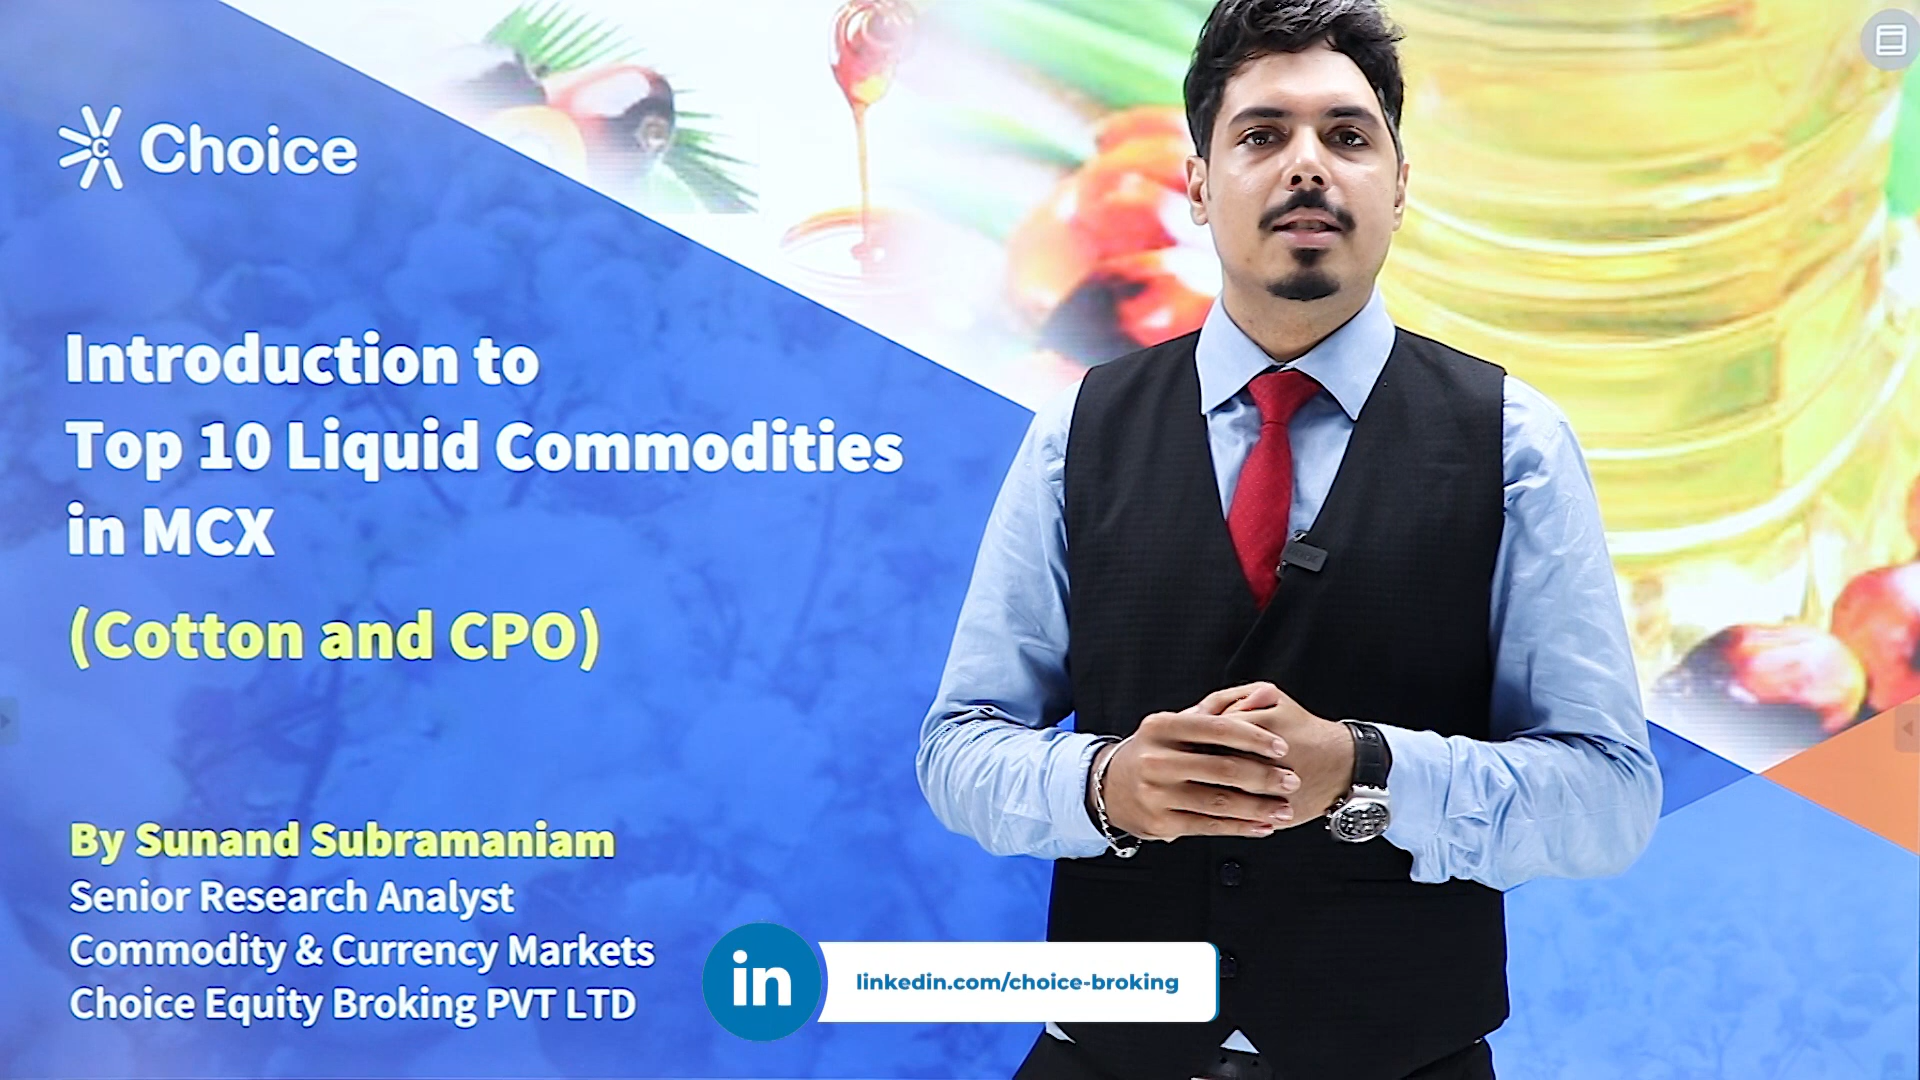 Choice
Introduction to
Top 10 Liquid Commodities
in MCX
(Cotton and CPO)
By Sunand Subramaniam
Senior Research Analyst
Commodity & Currency Markets
Choice Equity Broking PVT LTD
in
linkedin.com/choice-broking